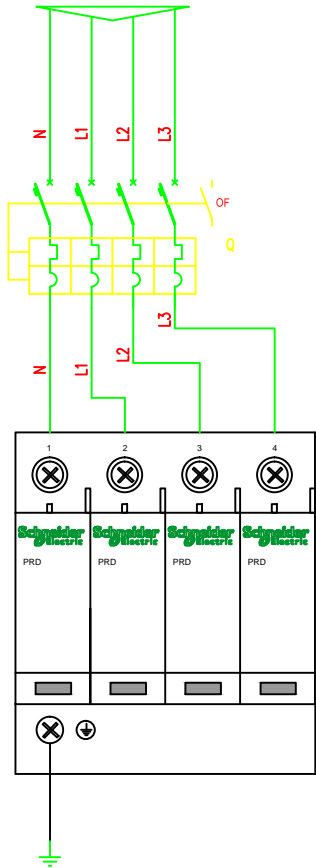 N L1 L2 L3
OF
Q
L3
L2
N L1
1 2 3 4
Schneider Electric Schneider Electric Schneider Electric Schneider Electric
PRD PRD PRD PRD